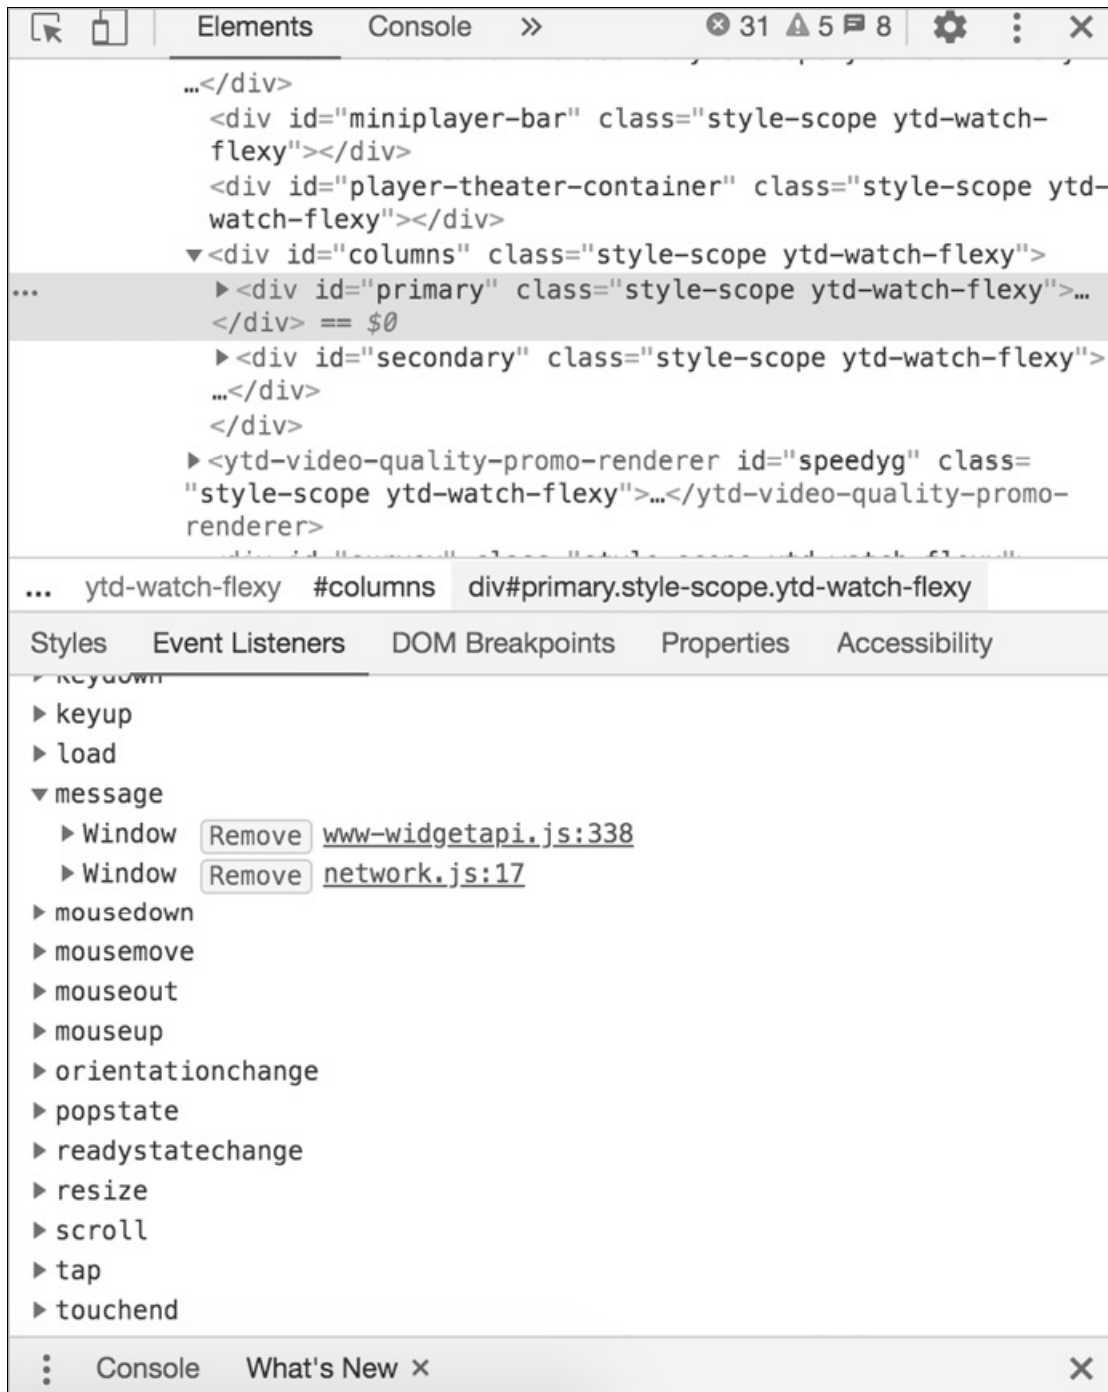 Elements Console » 31 5 8
…</div>
<div id="miniplayer-bar" class="style-scope ytd-watch-
flexy"></div>
<div id="player-theater-container" class="style-scope ytd-
watch-flexy"></div>
▼<div id="columns" class="style-scope ytd-watch-flexy">
… ▶<div id="primary" class="style-scope ytd-watch-flexy">…
</div> == $0
▶<div id="secondary" class="style-scope ytd-watch-flexy">
…</div>
</div>
▶<ytd-video-quality-promo-renderer id="speedyg" class=
"style-scope ytd-watch-flexy">…</ytd-video-quality-promo-
renderer>
… ytd-watch-flexy #columns div#primary.style-scope.ytd-watch-flexy
Styles Event Listeners DOM Breakpoints Properties Accessibility
▶ keydown
▶ keyup
▶ load
▼ message
▶ Window Remove www-widgetapi.js:338
▶ Window Remove network.js:17
▶ mousedown
▶ mousemove
▶ mouseout
▶ mouseup
▶ orientationchange
▶ popstate
▶ readystatechange
▶ resize
▶ scroll
▶ tap
▶ touchend
Console What's New ×